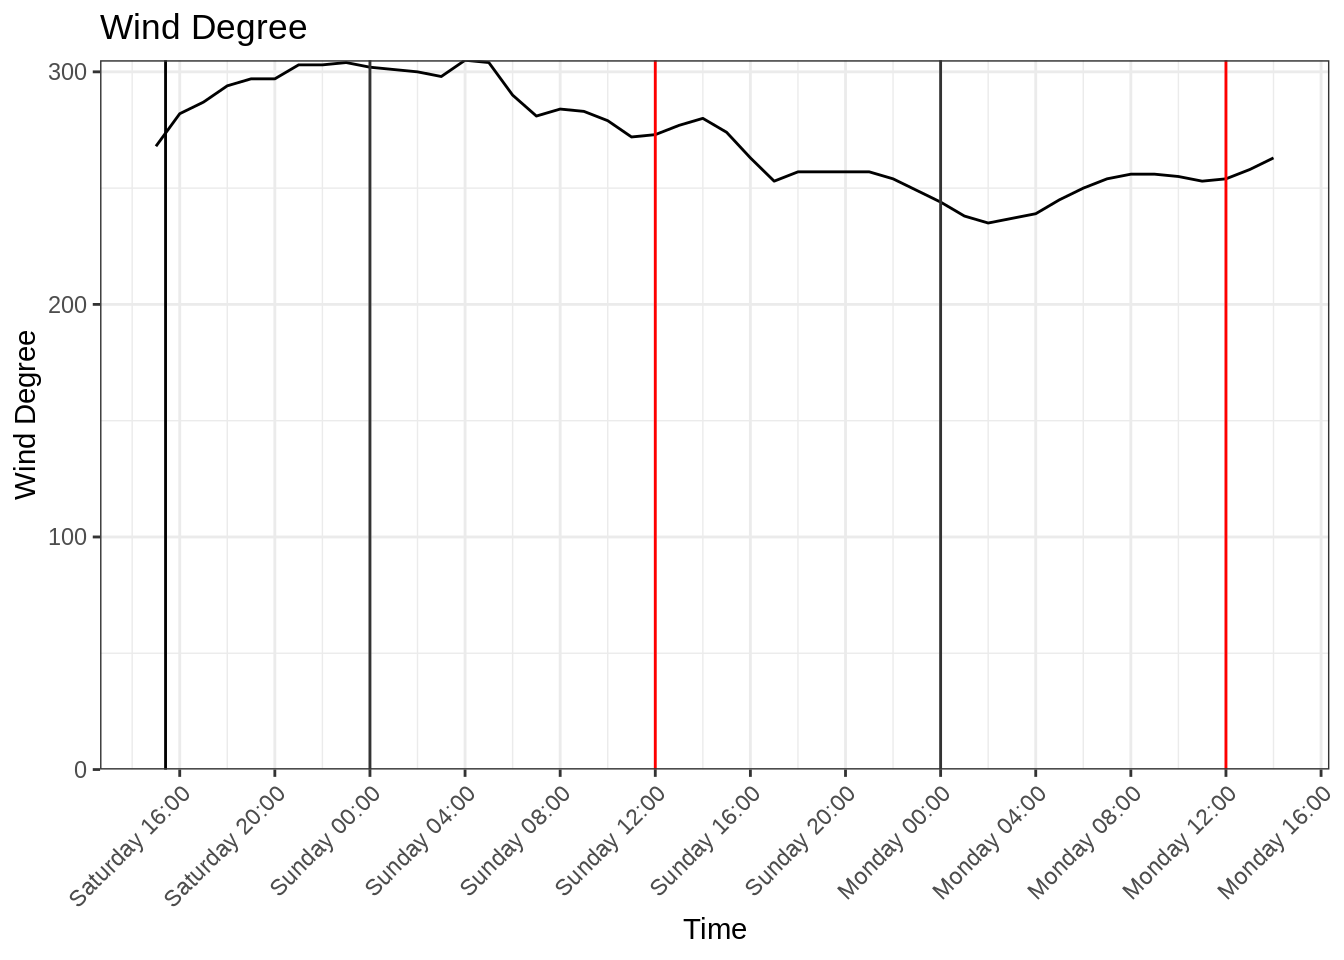 Wind Degree
Wind Degree
300
200
100
0
Saturday 16:00
Saturday 20:00
Sunday 00:00
Sunday 04:00
Sunday 08:00
Sunday 12:00
Sunday 16:00
Sunday 20:00
Monday 00:00
Monday 04:00
Monday 08:00
Monday 12:00
Monday 16:00
Time